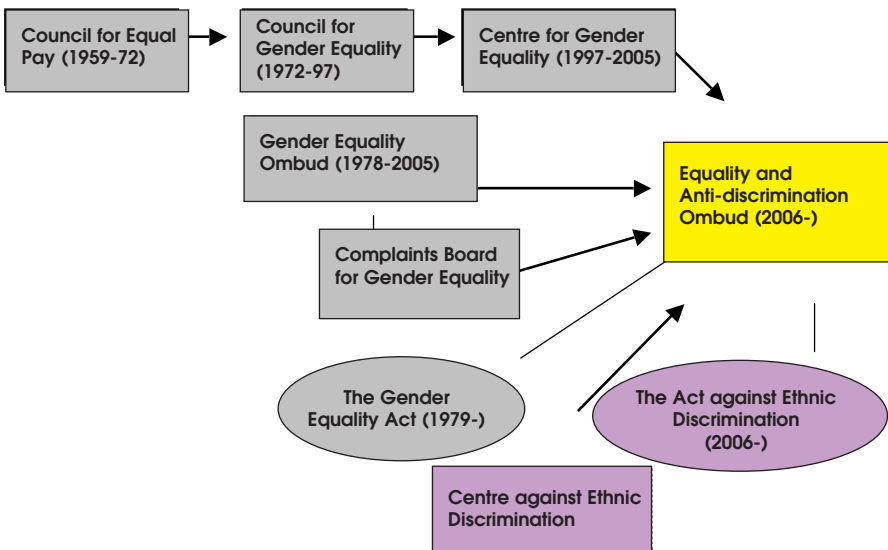 Council for Equal
Pay (1959-72)
Council for
Gender Equality
(1972-97)
Centre for Gender
Equality (1997-2005)
Gender Equality
Ombud (1978-2005)
Equality and
Anti-discrimination
Ombud (2006-)
Complaints Board
for Gender Equality
The Gender
Equality Act (1979-)
The Act against Ethnic
Discrimination
(2006-)
Centre against Ethnic
Discrimination